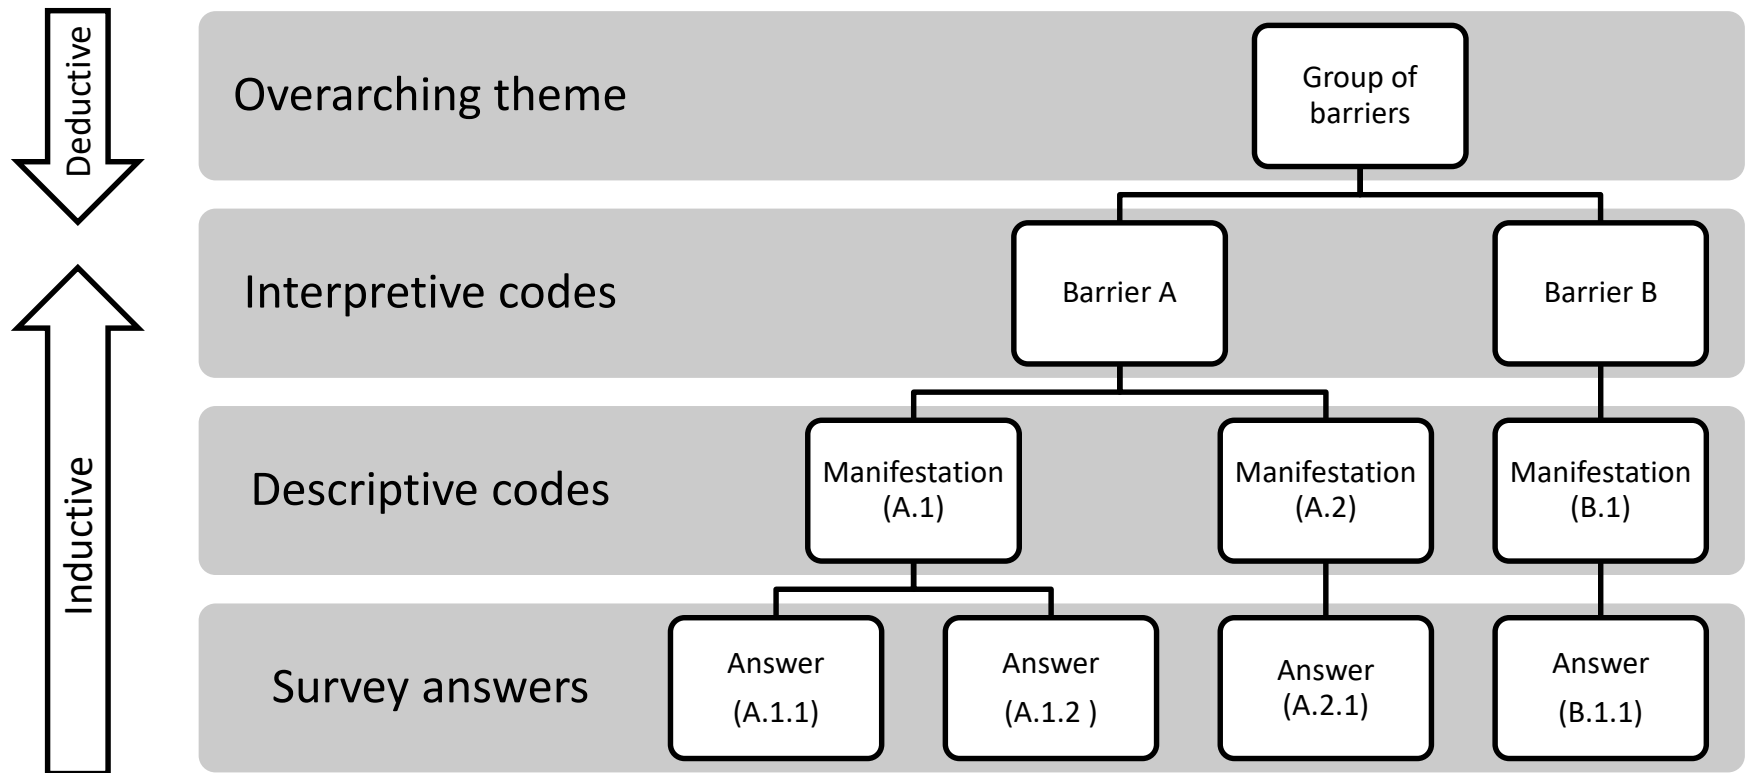 Deductive
Overarching theme
Group of
barriers
Interpretive codes
Barrier A
Barrier B
Inductive
Descriptive codes
Manifestation
(A.1)
Manifestation
(A.2)
Manifestation
(B.1)
Survey answers
Answer
(A.1.1)
Answer
(A.1.2 )
Answer
(A.2.1)
Answer
(B.1.1)